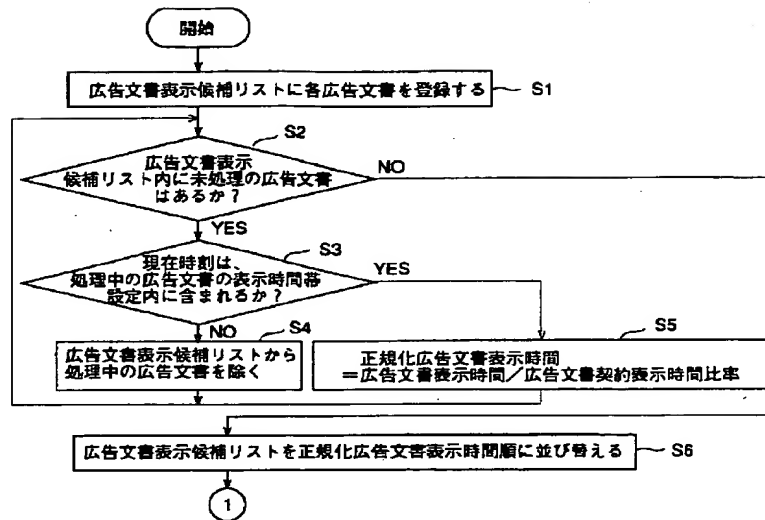 開始
広告文書表示候補リストに各広告文書を登録する
S1
S2
広告文書表示
候補リスト内に未処理の広告文書
はあるか？
NO
YES
S3
現在時刻は、
処理中の広告文書の表示時間帯
設定内に含まれるか？
YES
NO
S4
広告文書表示候補リストから
処理中の広告文書を除く
S5
正規化広告文書表示時間
＝広告文書表示時間／広告文書契約表示時間比率
広告文書表示候補リストを正規化広告文書表示時間順に並び替える
S6
1